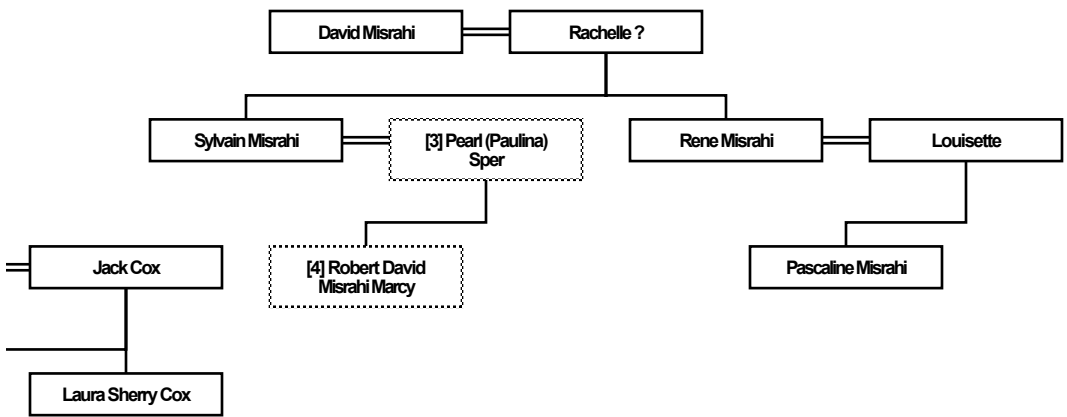 David Misrahi
Rachelle ?
Sylvain Misrahi
[3] Pearl (Paulina)
Sper
Rene Misrahi
Louisette
Jack Cox
[4] Robert David
Misrahi Marcy
Pascaline Misrahi
Laura Sherry Cox